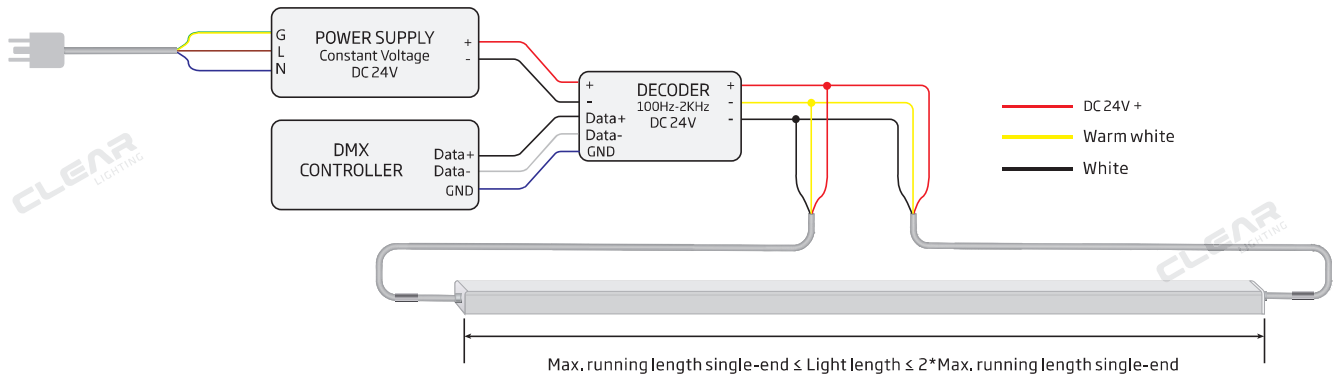 G
L
N
POWER SUPPLY
Constant Voltage
DC 24V
+
-
DMX
CONTROLLER
Data+
Data-
GND
+
-
Data+
Data-
GND
DECODER
100Hz-2KHz
DC 24V
+
-
-
DC 24V +
Warm white
White
CLEAR
LIGHTING
CLEAR
LIGHTING
Max. running length single-end ≤ Light length ≤ 2*Max. running length single-end